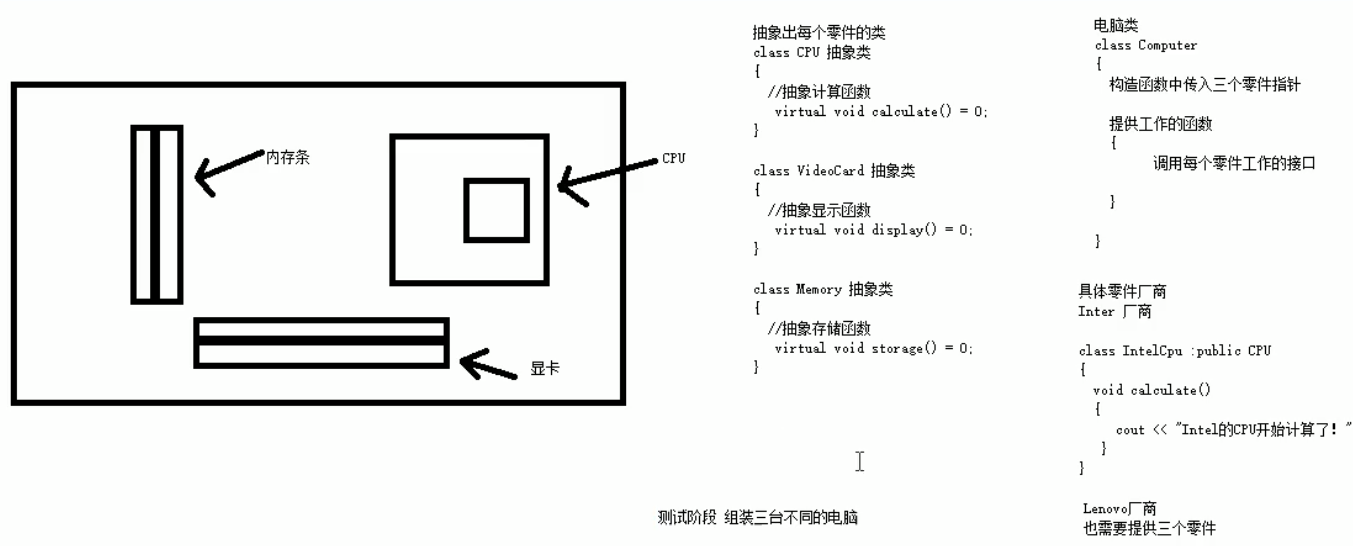 内存条
CPU
显卡
抽象出每个零件的类
class CPU 抽象类
{
//抽象计算函数
virtual void calculate() = 0;
}
class VideoCard 抽象类
{
//抽象显示函数
virtual void display() = 0;
}
class Memory 抽象类
{
//抽象存储函数
virtual void storage() = 0;
}
测试阶段 组装三台不同的电脑
电脑类
class Computer
{
构造函数中传入三个零件指针
提供工作的函数
{
调用每个零件工作的接口
}
}
具体零件厂商
Inter 厂商
class IntelCpu :public CPU
{
void calculate()
{
cout << "Intel的CPU开始计算了! "
}
}
Lenovo厂商
也需要提供三个零件